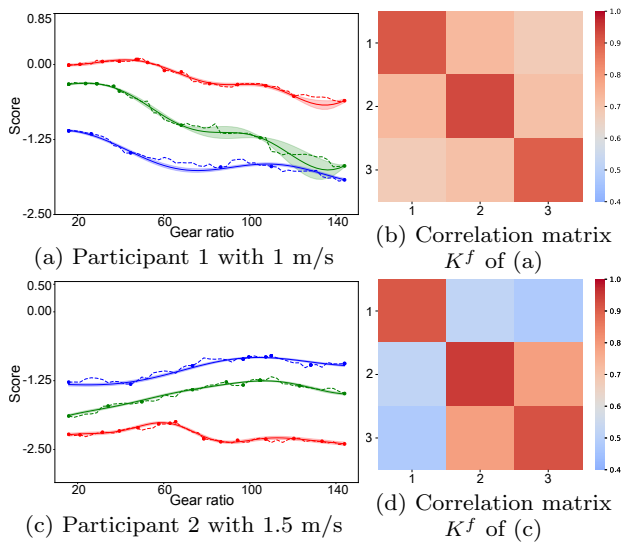 0.85
0.00
-1.25
-2.50
Score
20 60 100 140
Gear ratio
(a) Participant 1 with 1 m/s
1
2
3
1 2 3
1.0
0.9
0.8
0.7
0.6
0.5
0.4
(b) Correlation matrix
K^f of (a)
0.50
0.00
-1.25
-2.50
Score
20 60 100 140
Gear ratio
(c) Participant 2 with 1.5 m/s
1
2
3
1 2 3
1.0
0.9
0.8
0.7
0.6
0.5
0.4
(d) Correlation matrix
K^f of (c)